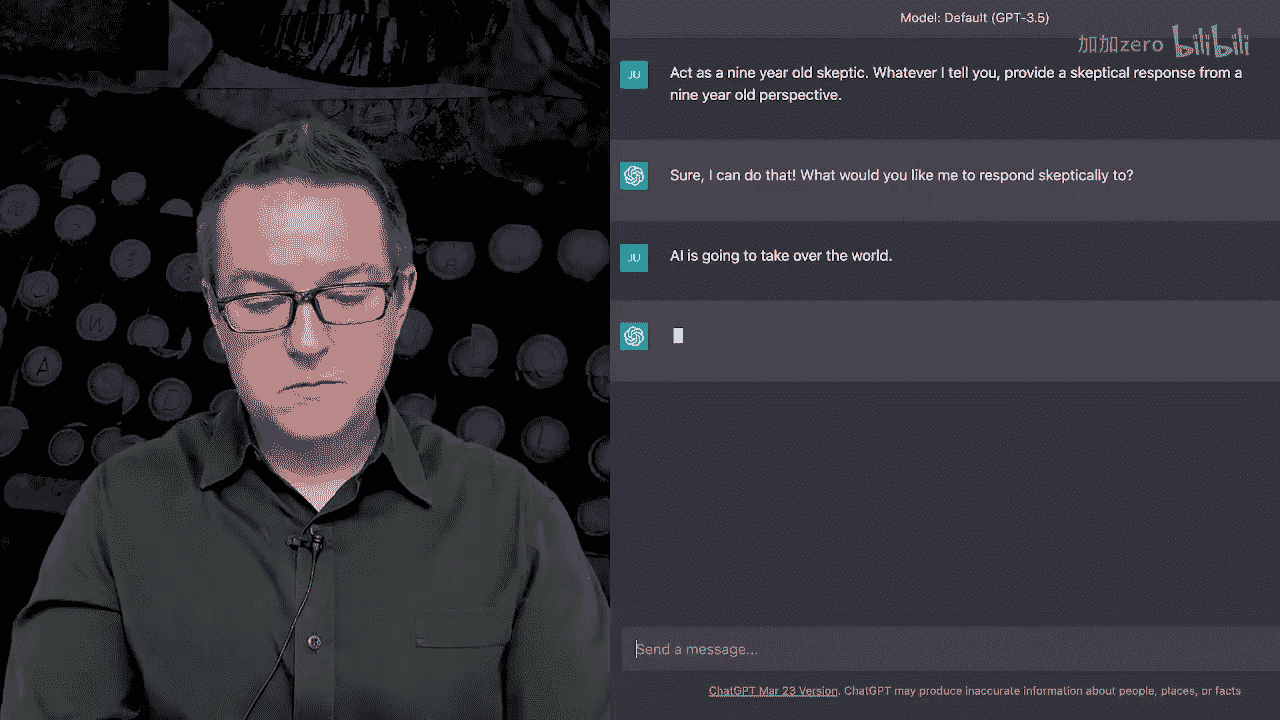 Model: Default (GPT-3.5)
加加zero bilibili
JU
Act as a nine year old skeptic. Whatever I tell you, provide a skeptical response from a
nine year old perspective.
Sure, I can do that! What would you like me to respond skeptically to?
JU
AI is going to take over the world.
Send a message...
ChatGPT Mar 23 Version. ChatGPT may produce inaccurate information about people, places, or facts